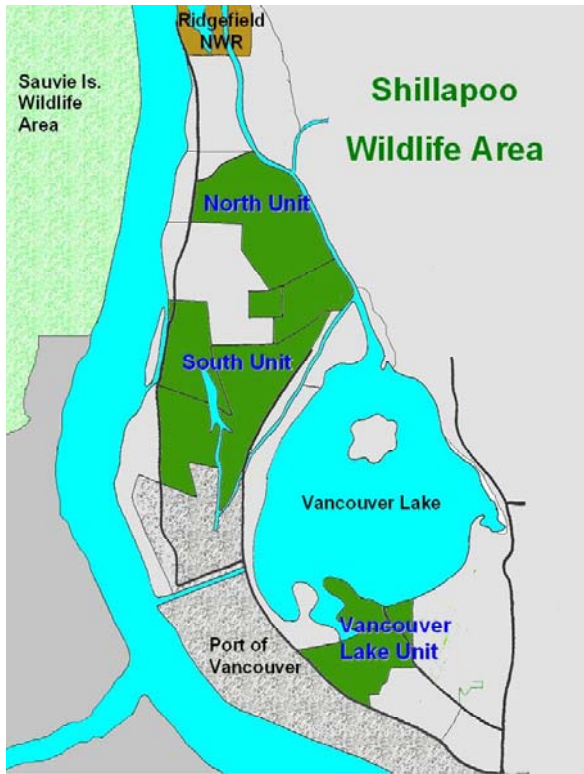 Ridgefield
NWR
Sauvie Is.
Wildlife
Area
Shillapoo
Wildlife Area
North Unit
South Unit
Vancouver Lake
Vancouver
Lake Unit
Port of
Vancouver